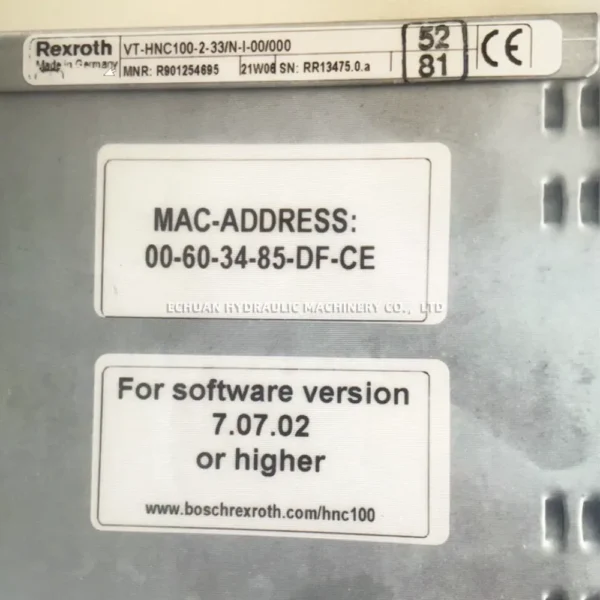 Rexroth VT-HNC100-2-33/N-I-00/000
Made in Germany MNR: R901254695 21W06 SN: RR13475.0.a
52
81
CE
MAC-ADDRESS:
00-60-34-85-DF-CE
ECHUAN HYDRAULIC MACHINERY CO., LTD
For software version
7.07.02
or higher
www.boschrexroth.com/hnc100